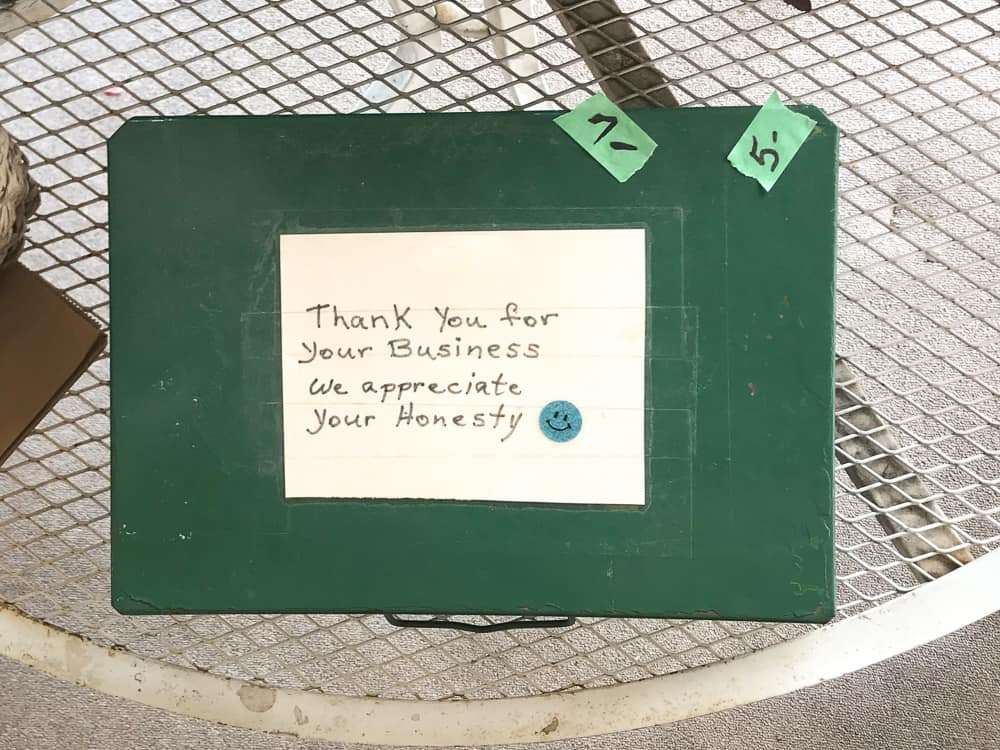 7-
5-
Thank You for
Your Business
We appreciate
Your Honesty